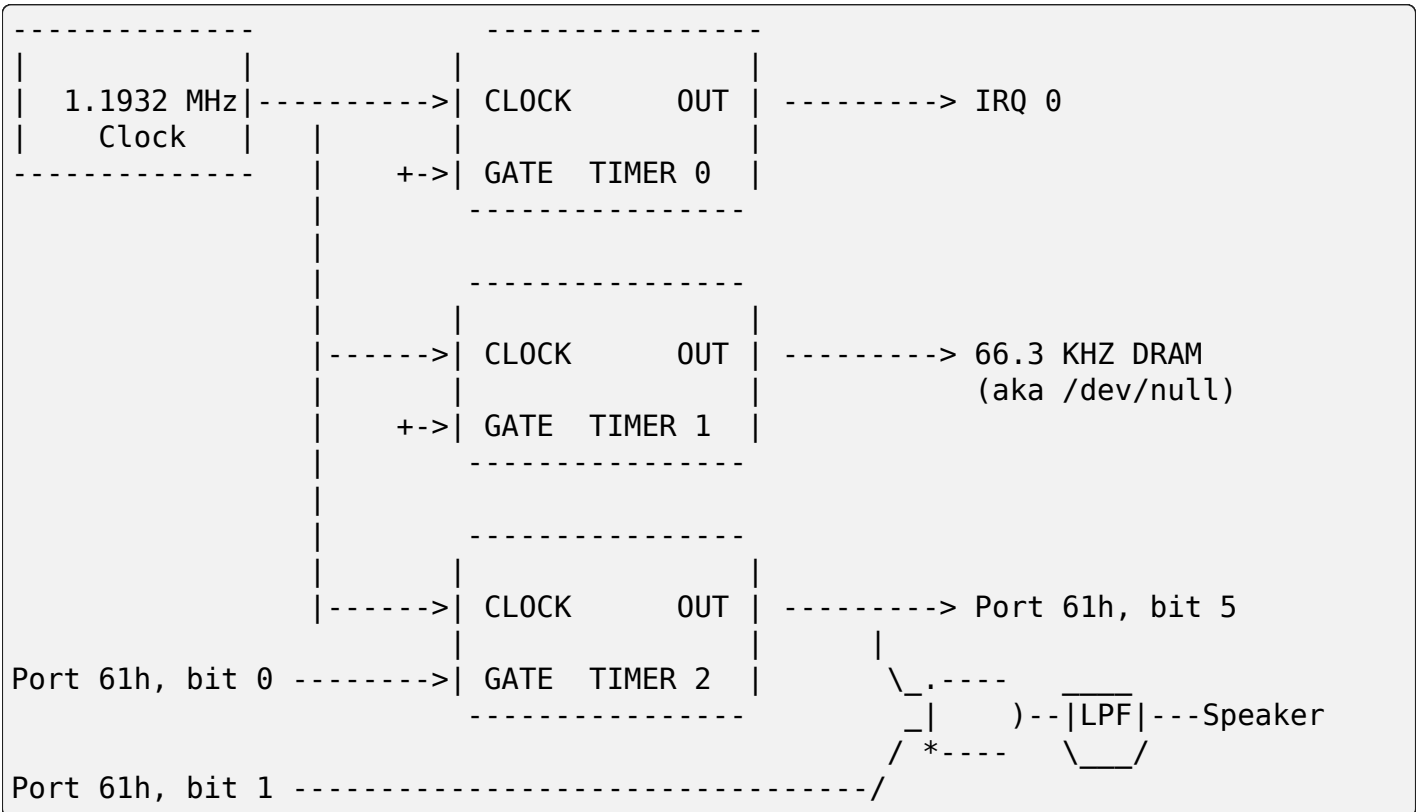 1.1932 MHz CLOCK OUT IRQ 0
Clock
+-> GATE TIMER 0
CLOCK OUT 66.3 KHZ DRAM
(aka /dev/null)
+-> GATE TIMER 1
CLOCK OUT Port 61h, bit 5
Port 61h, bit 0 GATE TIMER 2
LPF Speaker
Port 61h, bit 1